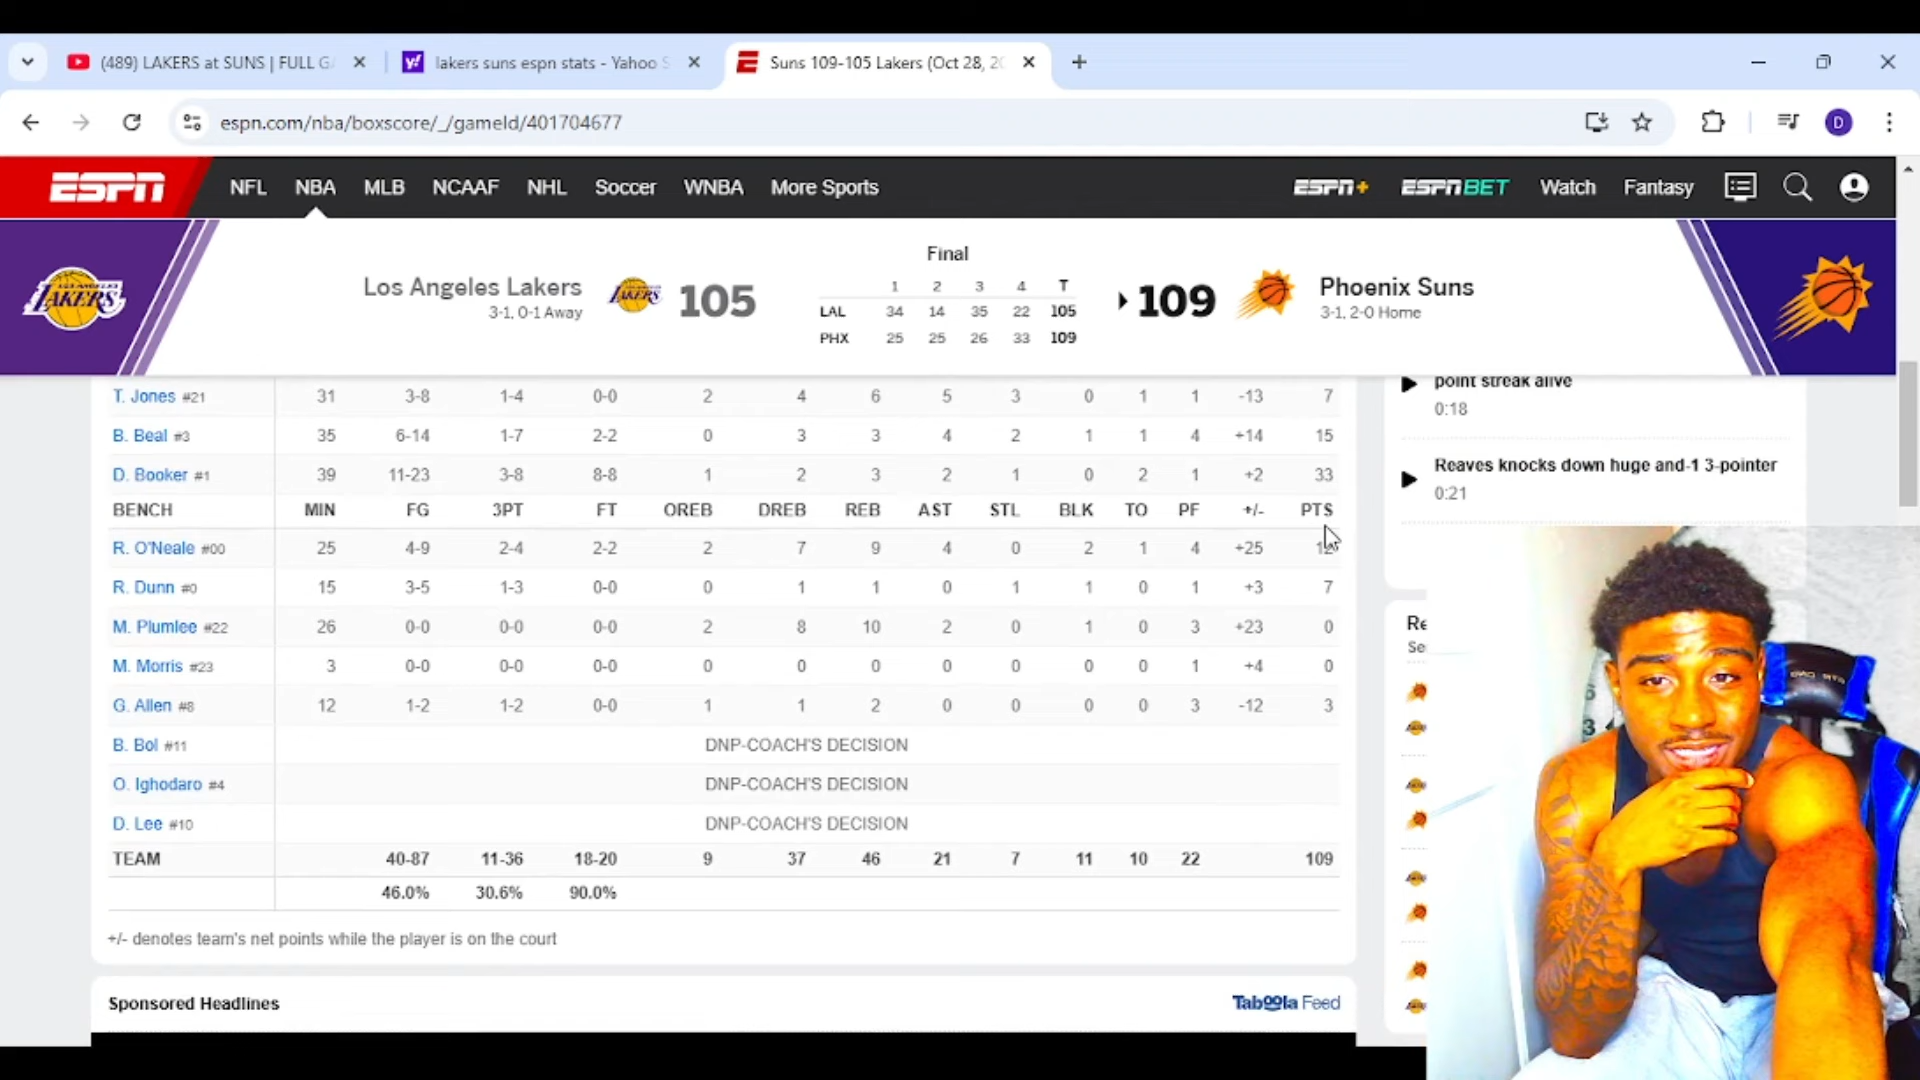 (489) LAKERS at SUNS | FULL G
lakers suns espn stats - Yahoo S
Suns 109-105 Lakers (Oct 28, 20
espn.com/nba/boxscore/_/gameId/401704677
D
ESPN NFL NBA MLB NCAAF NHL Soccer WNBA More Sports ESPN+ ESPN BET Watch Fantasy
Final
LOS ANGELES LAKERS
Los Angeles Lakers
3-1, 0-1 Away
LAKERS
105
1 2 3 4 T
LAL 34 14 35 22 105
PHX 25 25 26 33 109
109
Phoenix Suns
3-1, 2-0 Home
T. Jones #21 31 3-8 1-4 0-0 2 4 6 5 3 0 1 1 -13 7
B. Beal #3 35 6-14 1-7 2-2 0 3 3 4 2 1 1 4 +14 15
D. Booker #1 39 11-23 3-8 8-8 1 2 3 2 1 0 2 1 +2 33
BENCH MIN FG 3PT FT OREB DREB REB AST STL BLK TO PF +/- PTS
R. O'Neale #00 25 4-9 2-4 2-2 2 7 9 4 0 2 1 4 +25 12
R. Dunn #0 15 3-5 1-3 0-0 0 1 1 0 1 1 0 1 +3 7
M. Plumlee #22 26 0-0 0-0 0-0 2 8 10 2 0 1 0 3 +23 0
M. Morris #23 3 0-0 0-0 0-0 0 0 0 0 0 0 0 1 +4 0
G. Allen #8 12 1-2 1-2 0-0 1 1 2 0 0 0 0 3 -12 3
B. Bol #11 DNP-COACH'S DECISION
O. Ighodaro #4 DNP-COACH'S DECISION
D. Lee #10 DNP-COACH'S DECISION
TEAM 40-87 11-36 18-20 9 37 46 21 7 11 10 22 109
46.0% 30.6% 90.0%
+/- denotes team's net points while the player is on the court
Sponsored Headlines
Taboola Feed
point streak alive
0:18
Reaves knocks down huge and-1 3-pointer
0:21
Re
Se